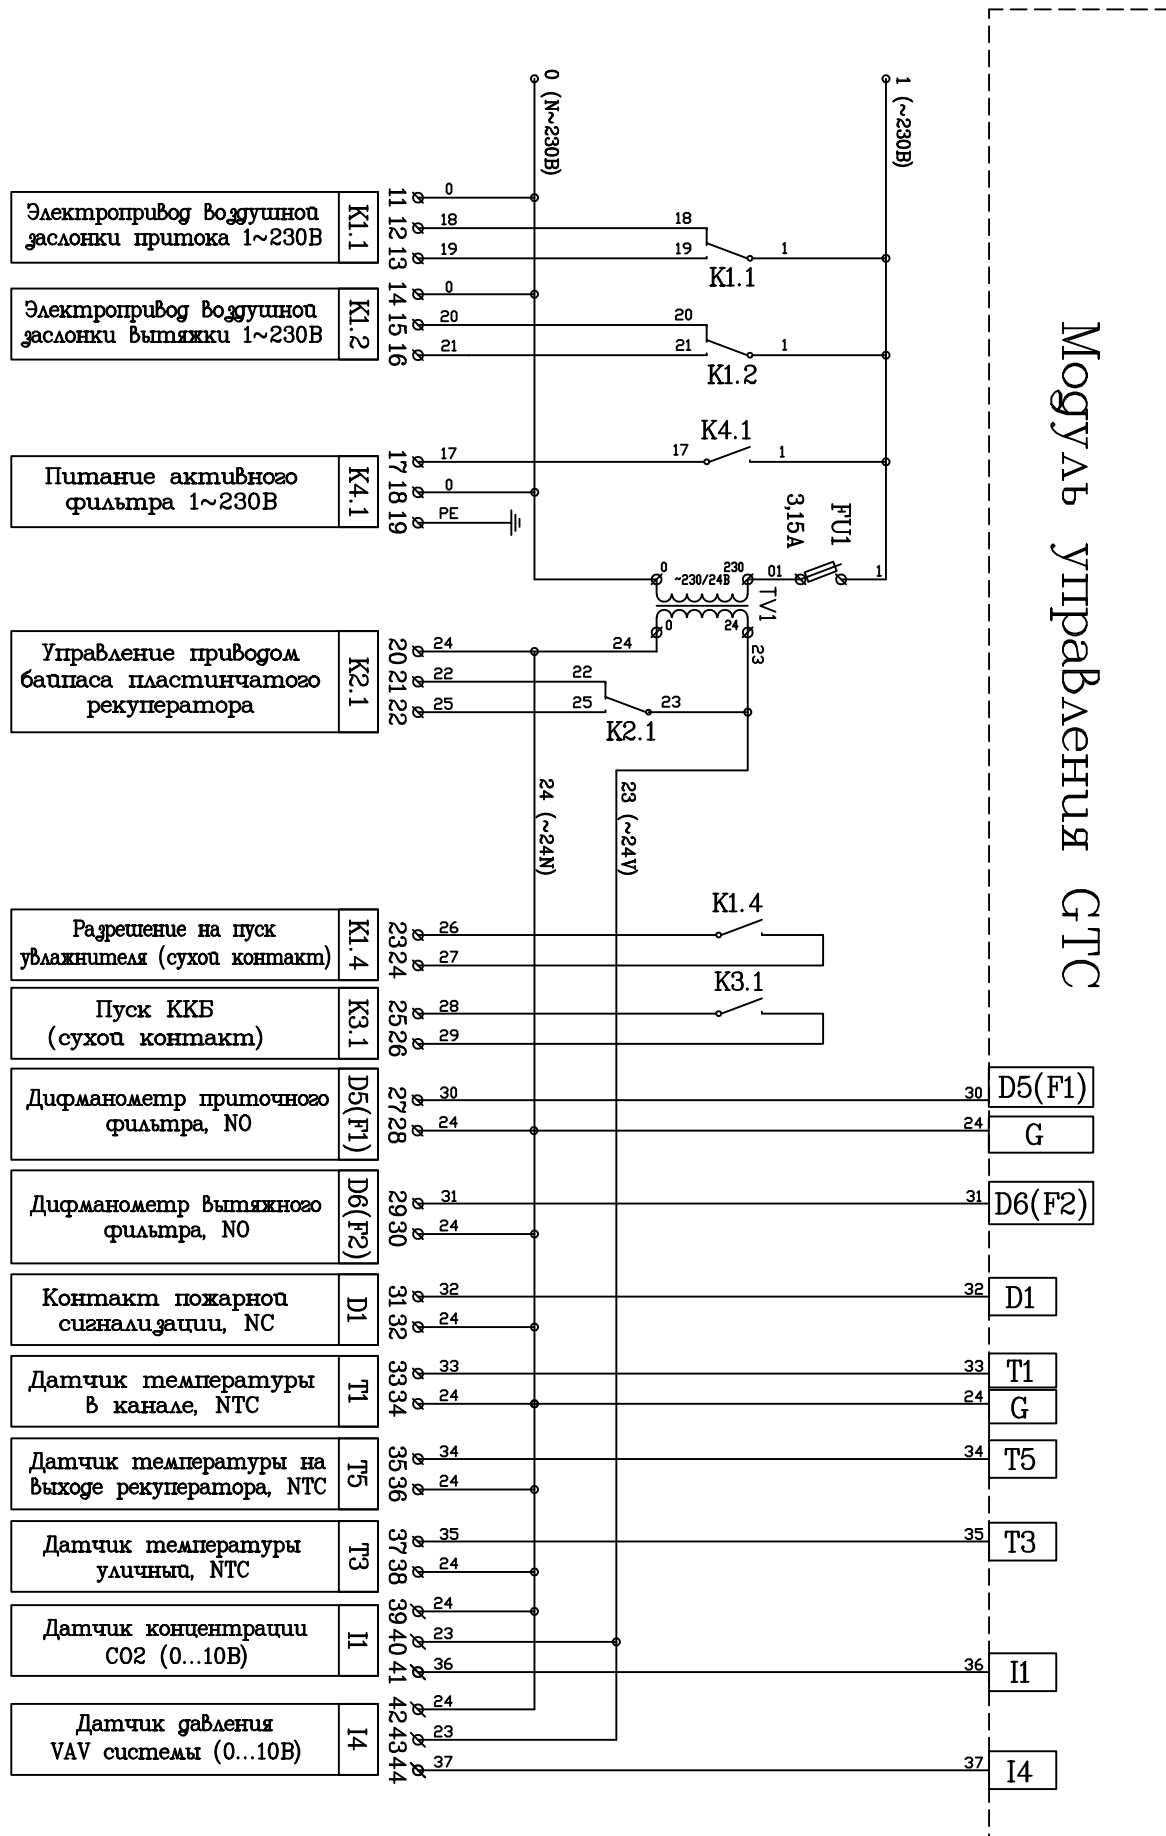 0 (N~230В)
1 (~230В)
Модуль управления GTC
Электропривод воздушной
заслонки притока 1~230В
K1.1
11
12
13
0
18
19
18
19
1
K1.1
Электропривод воздушной
заслонки вытяжки 1~230В
K1.2
14
15
16
0
20
21
20
21
1
K1.2
Питание активного
фильтра 1~230В
K4.1
17
18
19
17
0
PE
17
1
K4.1
FU1
3,15А
0
230
~230/24В
01
1
TV1
0
24
24
23
Управление приводом
байпаса пластинчатого
рекуператора
K2.1
20
21
22
24
22
25
22
25
23
K2.1
24 (~24N)
23 (~24V)
Разрешение на пуск
увлажнителя (сухой контакт)
K1.4
23
24
26
27
K1.4
Пуск ККБ
(сухой контакт)
K3.1
25
26
28
29
K3.1
Дифманометр приточного
фильтра, NO
D5(F1)
27
28
30
24
30
24
D5(F1)
G
Дифманометр вытяжного
фильтра, NO
D6(F2)
29
30
31
24
31
D6(F2)
Контакт пожарной
сигнализации, NC
D1
31
32
32
24
32
D1
Датчик температуры
в канале, NTC
T1
33
34
33
24
33
24
T1
G
Датчик температуры на
выходе рекуператора, NTC
T5
35
36
34
24
34
T5
Датчик температуры
уличный, NTC
T3
37
38
35
24
35
T3
Датчик концентрации
CO2 (0...10В)
I1
39
40
41
24
23
36
36
I1
Датчик давления
VAV системы (0...10В)
I4
42
43
44
24
23
37
37
I4